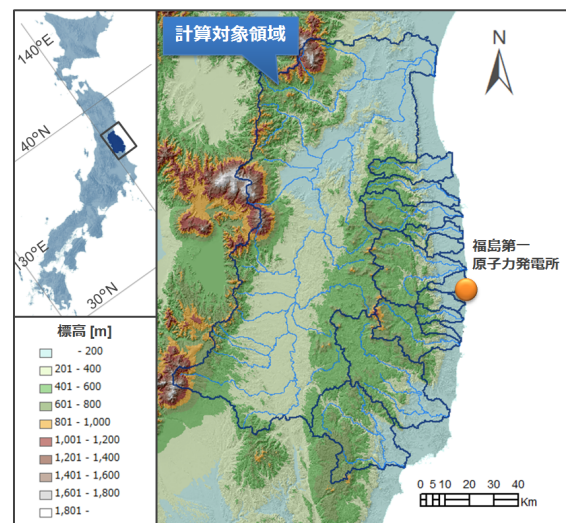 計算対象領域
140°E
40°N
130°E
30°N
N
福島第一
原子力発電所
標高 [m]
- 200
201 - 400
401 - 600
601 - 800
801 - 1,000
1,001 - 1,200
1,201 - 1,400
1,401 - 1,600
1,601 - 1,800
1,801 -
0 5 10 20 30 40
Km